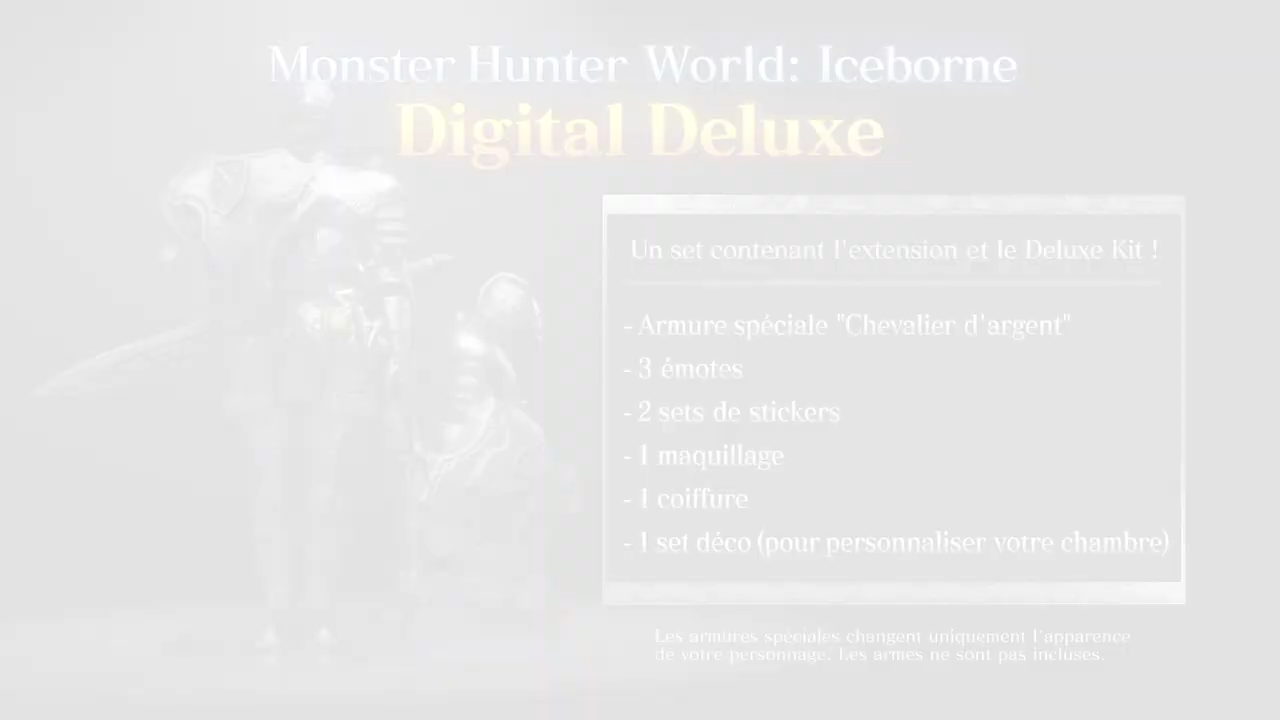 Monster Hunter World: Iceborne
Digital Deluxe
Un set contenant l'extension et le Deluxe Kit !
- Armure spéciale "Chevalier d'argent"
- 3 émotes
- 2 sets de stickers
- 1 maquillage
- 1 coiffure
- 1 set déco (pour personnaliser votre chambre)
Les armures spéciales changent uniquement l'apparence
de votre personnage. Les armes ne sont pas incluses.